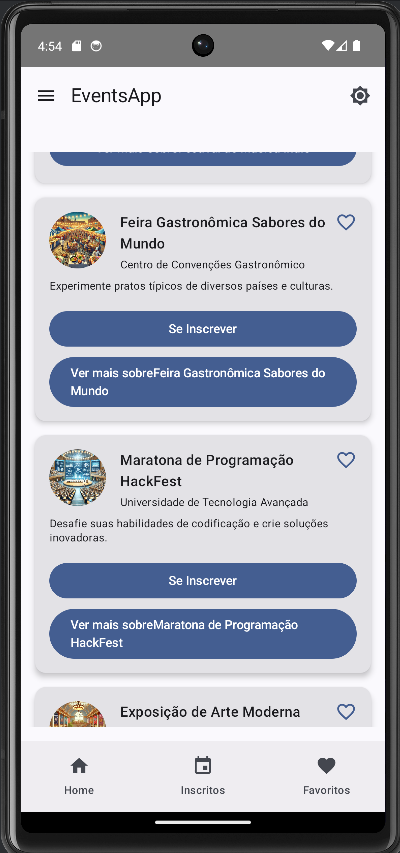 4:54
EventsApp
Feira Gastronômica Sabores do
Mundo
Centro de Convenções Gastronômico
Experimente pratos típicos de diversos países e culturas.
Se Inscrever
Ver mais sobreFeira Gastronômica Sabores do
Mundo
Maratona de Programação
HackFest
Universidade de Tecnologia Avançada
Desafie suas habilidades de codificação e crie soluções
inovadoras.
Se Inscrever
Ver mais sobreMaratona de Programação
HackFest
Exposição de Arte Moderna
Home
Inscritos
Favoritos